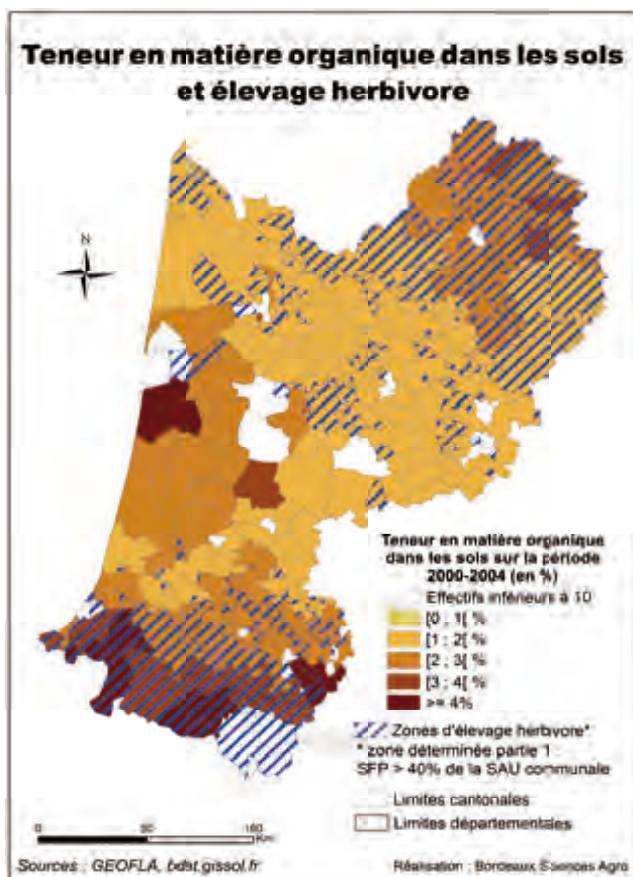 Teneur en matière organique dans les sols
et élevage herbivore
N
Teneur en matière organique
dans les sols sur la période
2000-2004 (en %)
Effectifs inférieurs à 10
[0 ; 1[ %
[1 ; 2[ %
[2 ; 3[ %
[3 ; 4[ %
>= 4%
Zones d'élevage herbivore*
* zone déterminée partie 1
SFP > 40% de la SAU communale
Limites cantonales
Limites départementales
0 50 100
Km
Sources : GEOFLA, bdat.gissol.fr
Réalisation : Bordeaux Sciences Agro